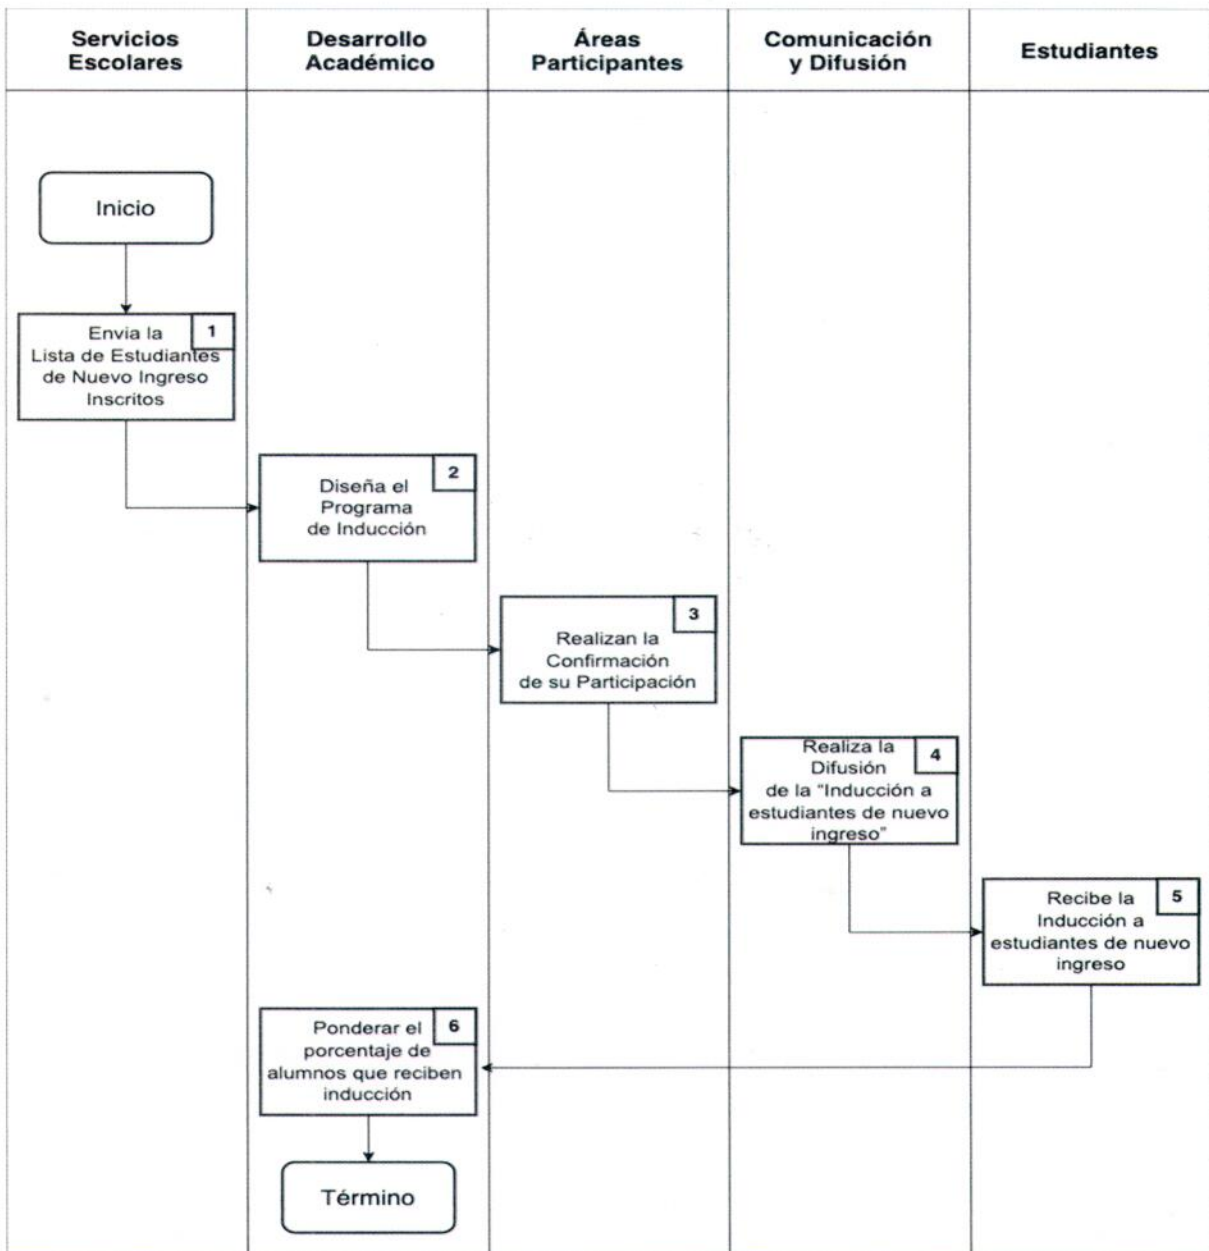 Servicios
Escolares
Desarrollo
Académico
Áreas
Participantes
Comunicación
y Difusión
Estudiantes
Inicio
1
Envia la
Lista de Estudiantes
de Nuevo Ingreso
Inscritos
2
Diseña el
Programa
de Inducción
3
Realizan la
Confirmación
de su Participación
4
Realiza la
Difusión
de la “Inducción a
estudiantes de nuevo
ingreso”
5
Recibe la
Inducción a
estudiantes de nuevo
ingreso
6
Ponderar el
porcentaje de
alumnos que reciben
inducción
Término